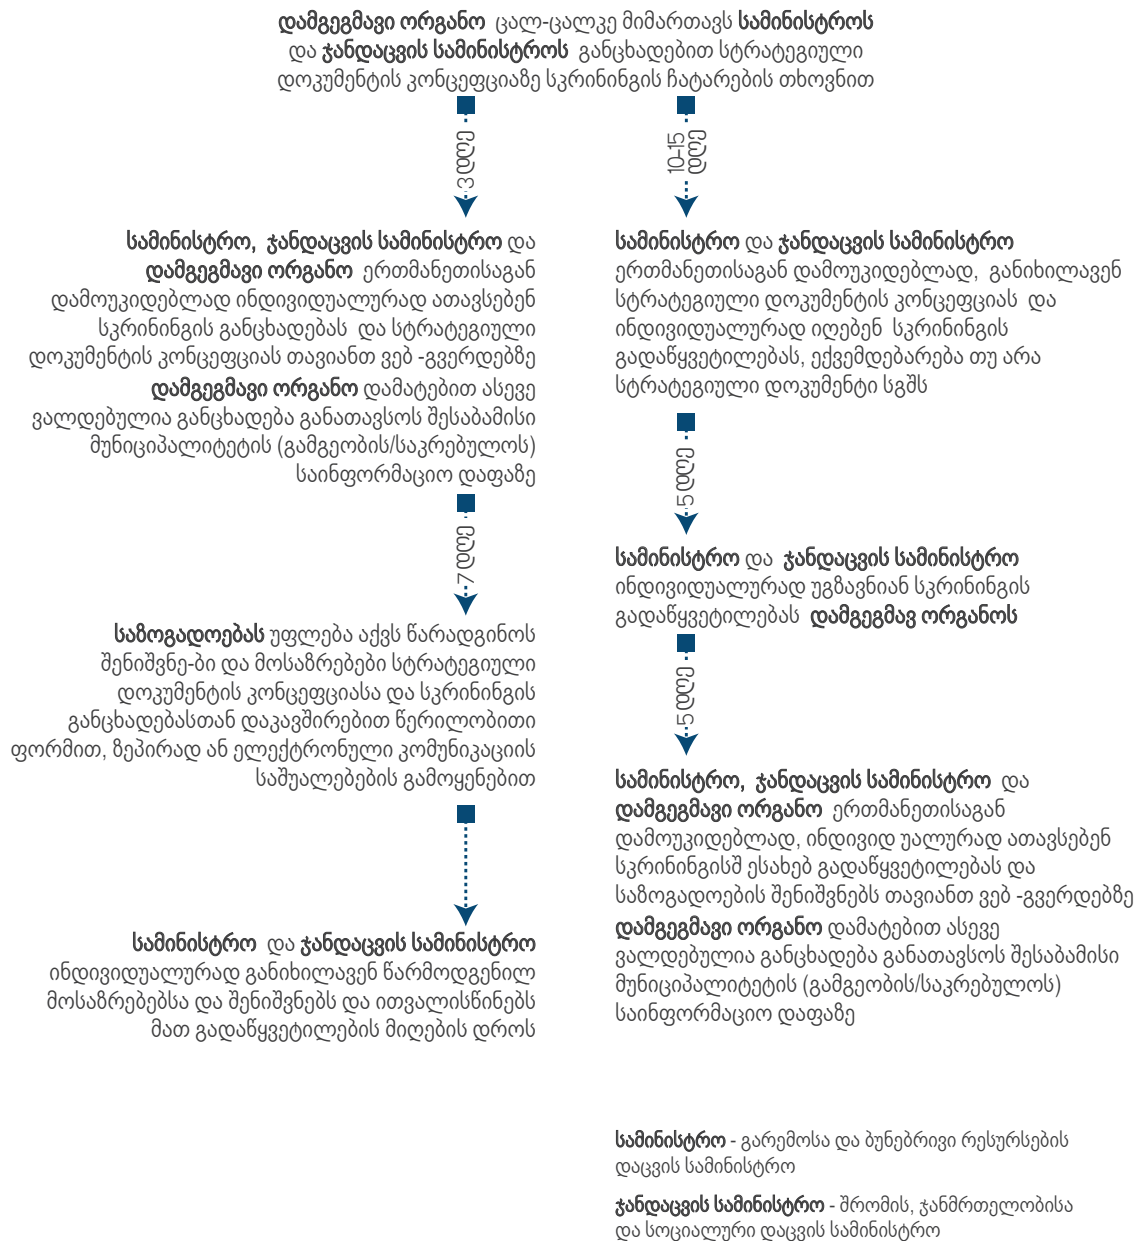 დამგეგმავი ორგანო ცალ-ცალკე მიმართავს სამინისტროს
და ჯანდაცვის სამინისტროს განცხადებით სტრატეგიული
დოკუმენტის კონცეფციაზე სკრინინგის ჩატარების თხოვნით
3 დღე
სამინისტრო, ჯანდაცვის სამინისტრო და
დამგეგმავი ორგანო ერთმანეთისაგან
დამოუკიდებლად ინდივიდუალურად ათავსებენ
სკრინინგის განცხადებას და სტრატეგიული
დოკუმენტის კონცეფციას თავიანთ ვებ -გვერდებზე
დამგეგმავი ორგანო დამატებით ასევე
ვალდებულია განცხადება განათავსოს შესაბამისი
მუნიციპალიტეტის (გამგეობის/საკრებულოს)
საინფორმაციო დაფაზე
7 დღე
საზოგადოებას უფლება აქვს წარადგინოს
შენიშვნე-ბი და მოსაზრებები სტრატეგიული
დოკუმენტის კონცეფციასა და სკრინინგის
განცხადებასთან დაკავშირებით წერილობითი
ფორმით, ზეპირად ან ელექტრონული კომუნიკაციის
საშუალებების გამოყენებით
სამინისტრო და ჯანდაცვის სამინისტრო
ინდივიდუალურად განიხილავენ წარმოდგენილ
მოსაზრებებსა და შენიშვნებს და ითვალისწინებს
მათ გადაწყვეტილების მიღების დროს
10-15
დღე
სამინისტრო და ჯანდაცვის სამინისტრო
ერთმანეთისაგან დამოუკიდებლად, განიხილავენ
სტრატეგიული დოკუმენტის კონცეფციას და
ინდივიდუალურად იღებენ სკრინინგის
გადაწყვეტილებას, ექვემდებარება თუ არა
სტრატეგიული დოკუმენტი სგშს
5 დღე
სამინისტრო და ჯანდაცვის სამინისტრო
ინდივიდუალურად უგზავნიან სკრინინგის
გადაწყვეტილებას დამგეგმავ ორგანოს
5 დღე
სამინისტრო, ჯანდაცვის სამინისტრო და
დამგეგმავი ორგანო ერთმანეთისაგან
დამოუკიდებლად, ინდივიდ უალურად ათავსებენ
სკრინინგისშ ესახებ გადაწყვეტილებას და
საზოგადოების შენიშვნებს თავიანთ ვებ -გვერდებზე
დამგეგმავი ორგანო დამატებით ასევე
ვალდებულია განცხადება განათავსოს შესაბამისი
მუნიციპალიტეტის (გამგეობის/საკრებულოს)
საინფორმაციო დაფაზე
სამინისტრო - გარემოსა და ბუნებრივი რესურსების
დაცვის სამინისტრო
ჯანდაცვის სამინისტრო - შრომის, ჯანმრთელობისა
და სოციალური დაცვის სამინისტრო